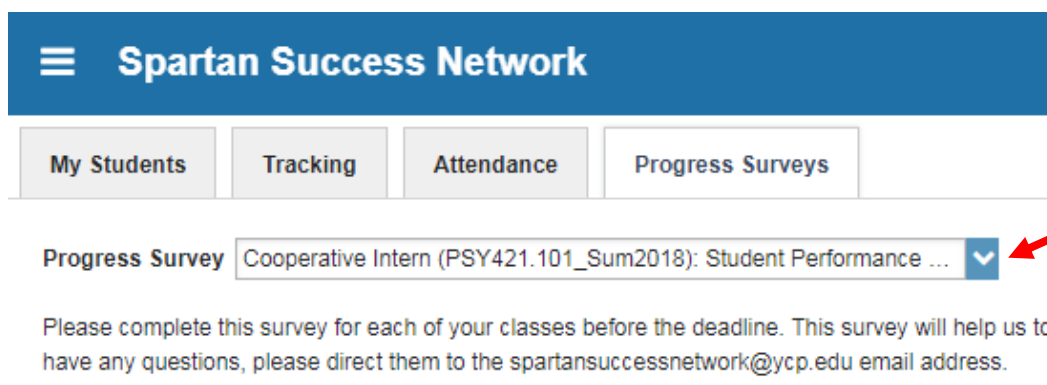 Spartan Success Network
My Students Tracking Attendance Progress Surveys
Progress Survey Cooperative Intern (PSY421.101_Sum2018): Student Performance ...
Please complete this survey for each of your classes before the deadline. This survey will help us to
have any questions, please direct them to the spartansuccessnetwork@ycp.edu email address.